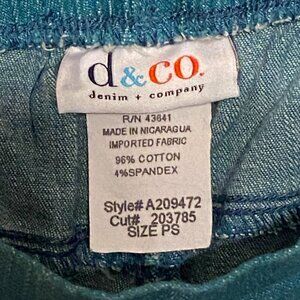 d&co.
denim + company
R/N 43641
MADE IN NICARAGUA
IMPORTED FABRIC
96% COTTON
4%SPANDEX
Style# A209472
Cut# 203785
SIZE PS